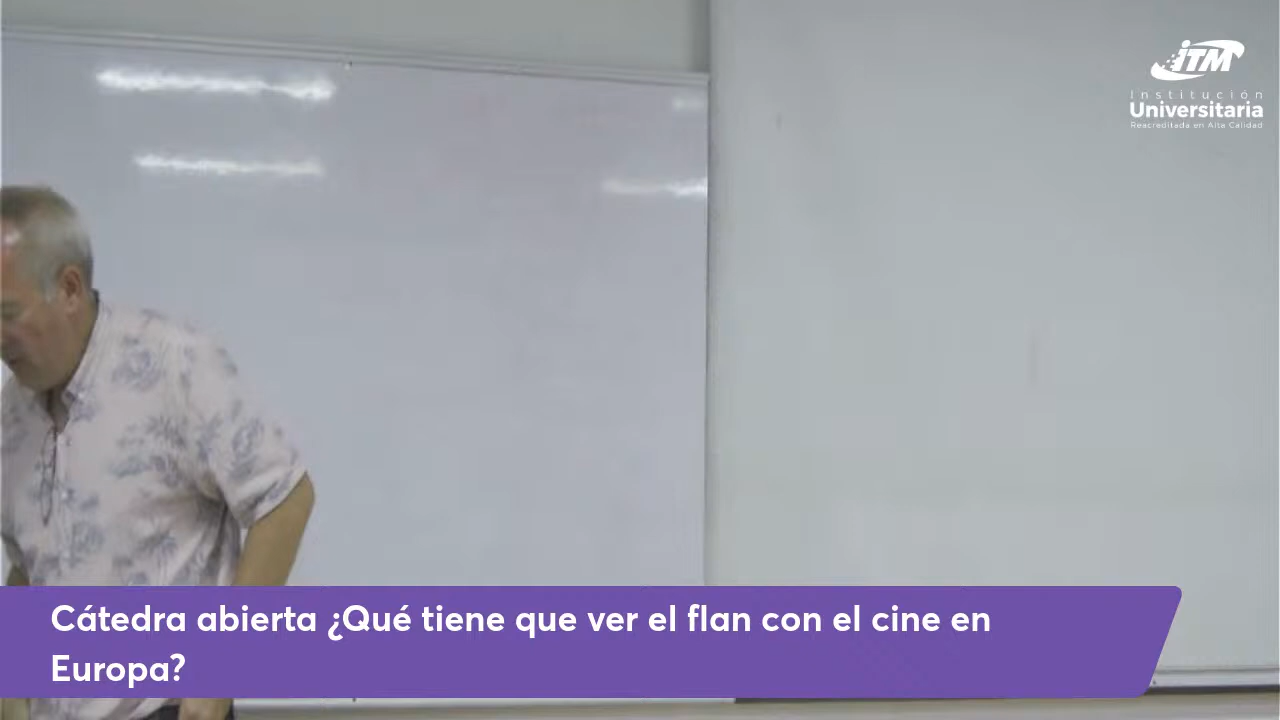 iTM
Institución
Universitaria
Reacreditada en Alta Calidad
Cátedra abierta ¿Qué tiene que ver el flan con el cine en
Europa?